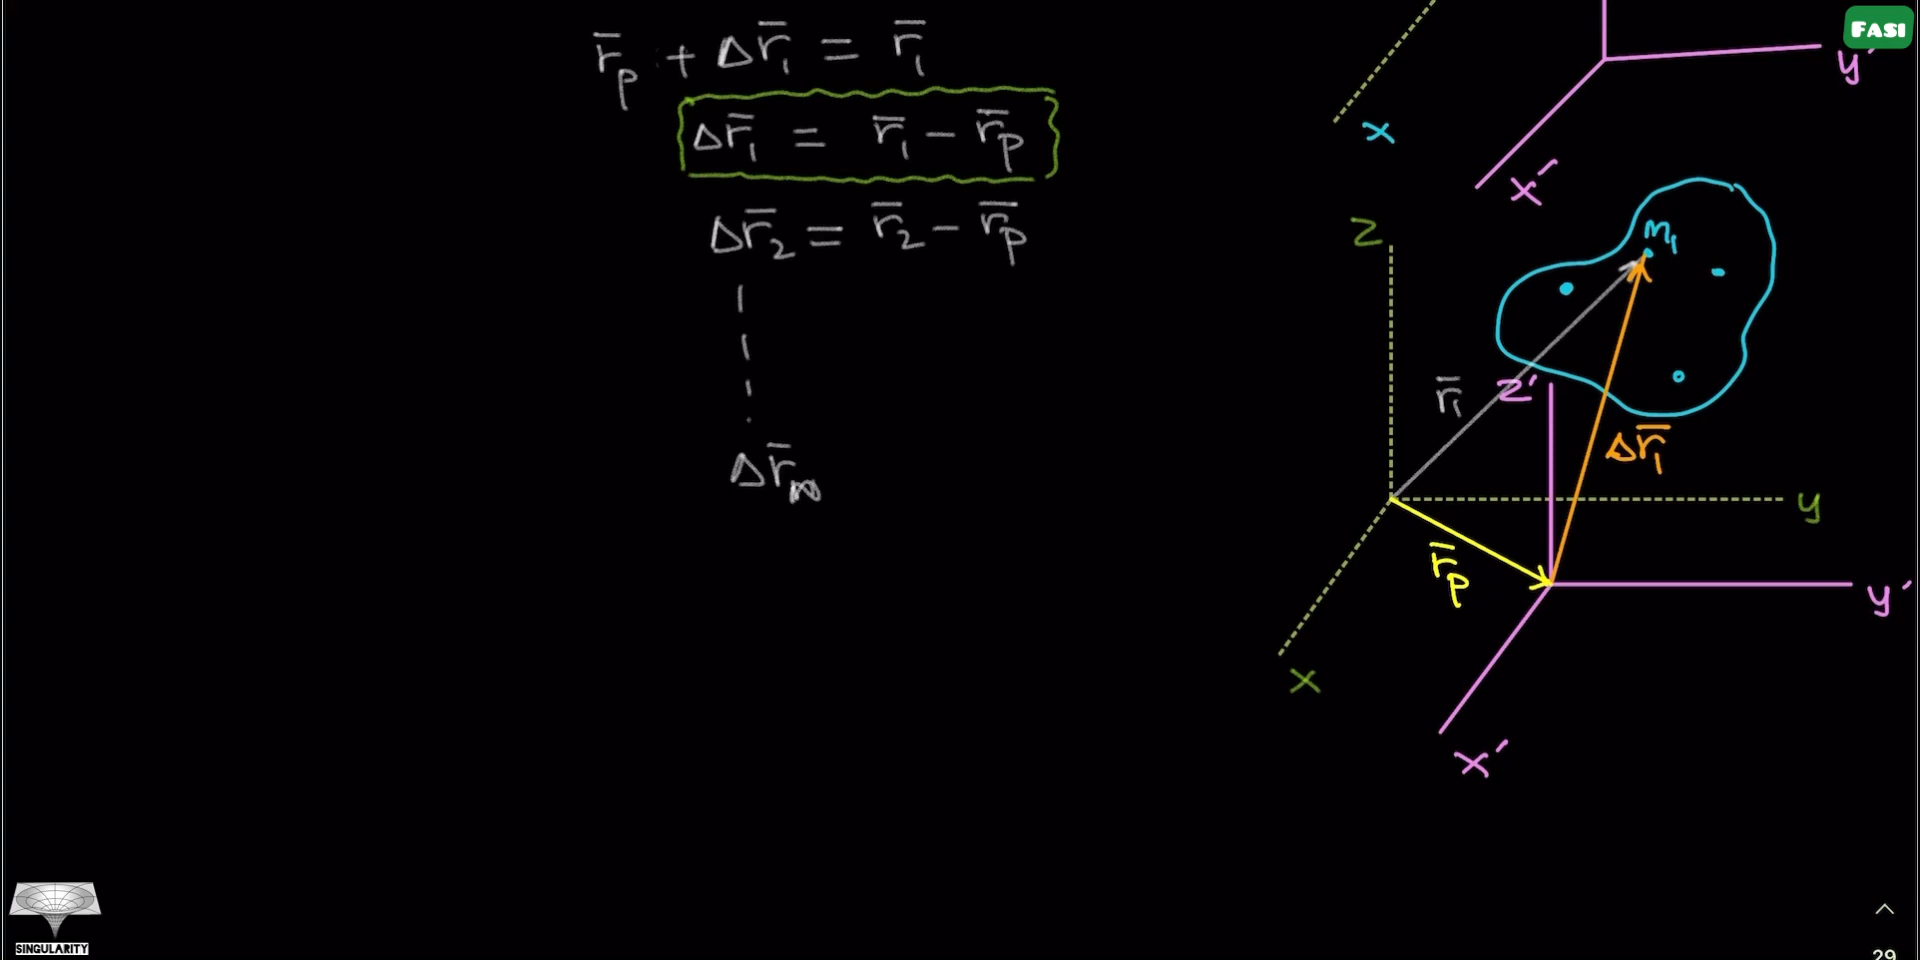 r̄p + Δr̄1 = r̄1
Δr̄1 = r̄1 − r̄p
Δr̄2 = r̄2 − r̄p
Δr̄n
FASI
y′
x
x′
z
m1
r̄1
z′
Δr̄1
y
r̄p
y′
x
x′
SINGULARITY
29